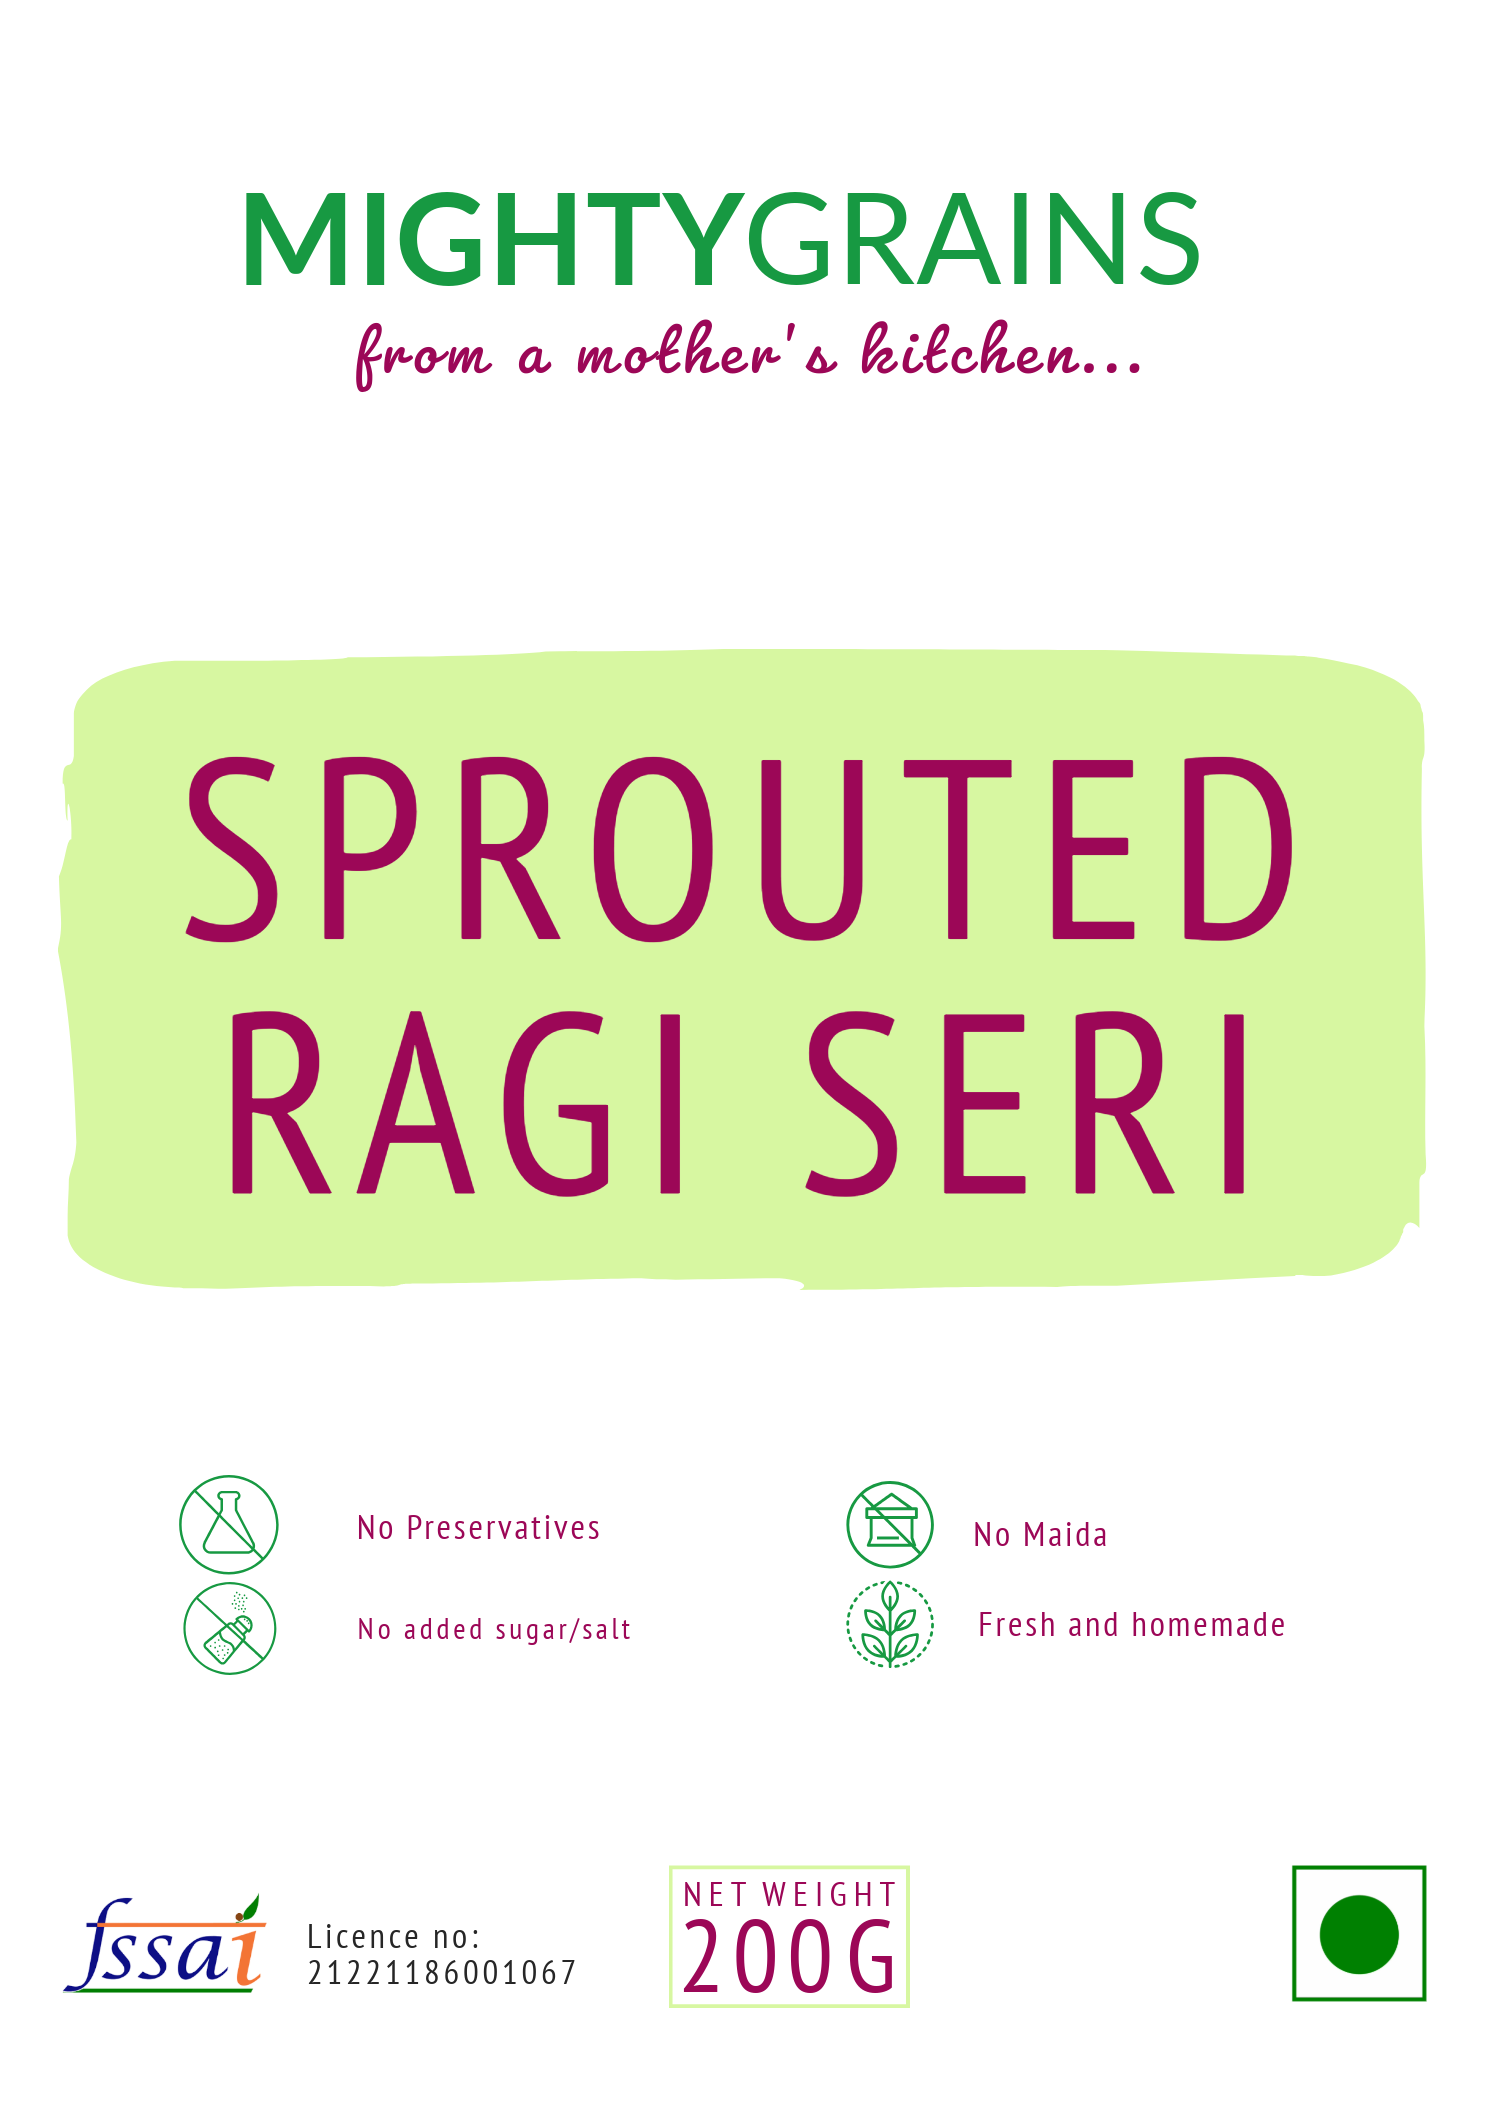 MIGHTYGRAINS
from a mother's kitchen...
SPROUTED
RAGI SERI
No Preservatives
No Maida
No added sugar/salt
Fresh and homemade
fssai
Licence no:
21221186001067
NET WEIGHT
200G